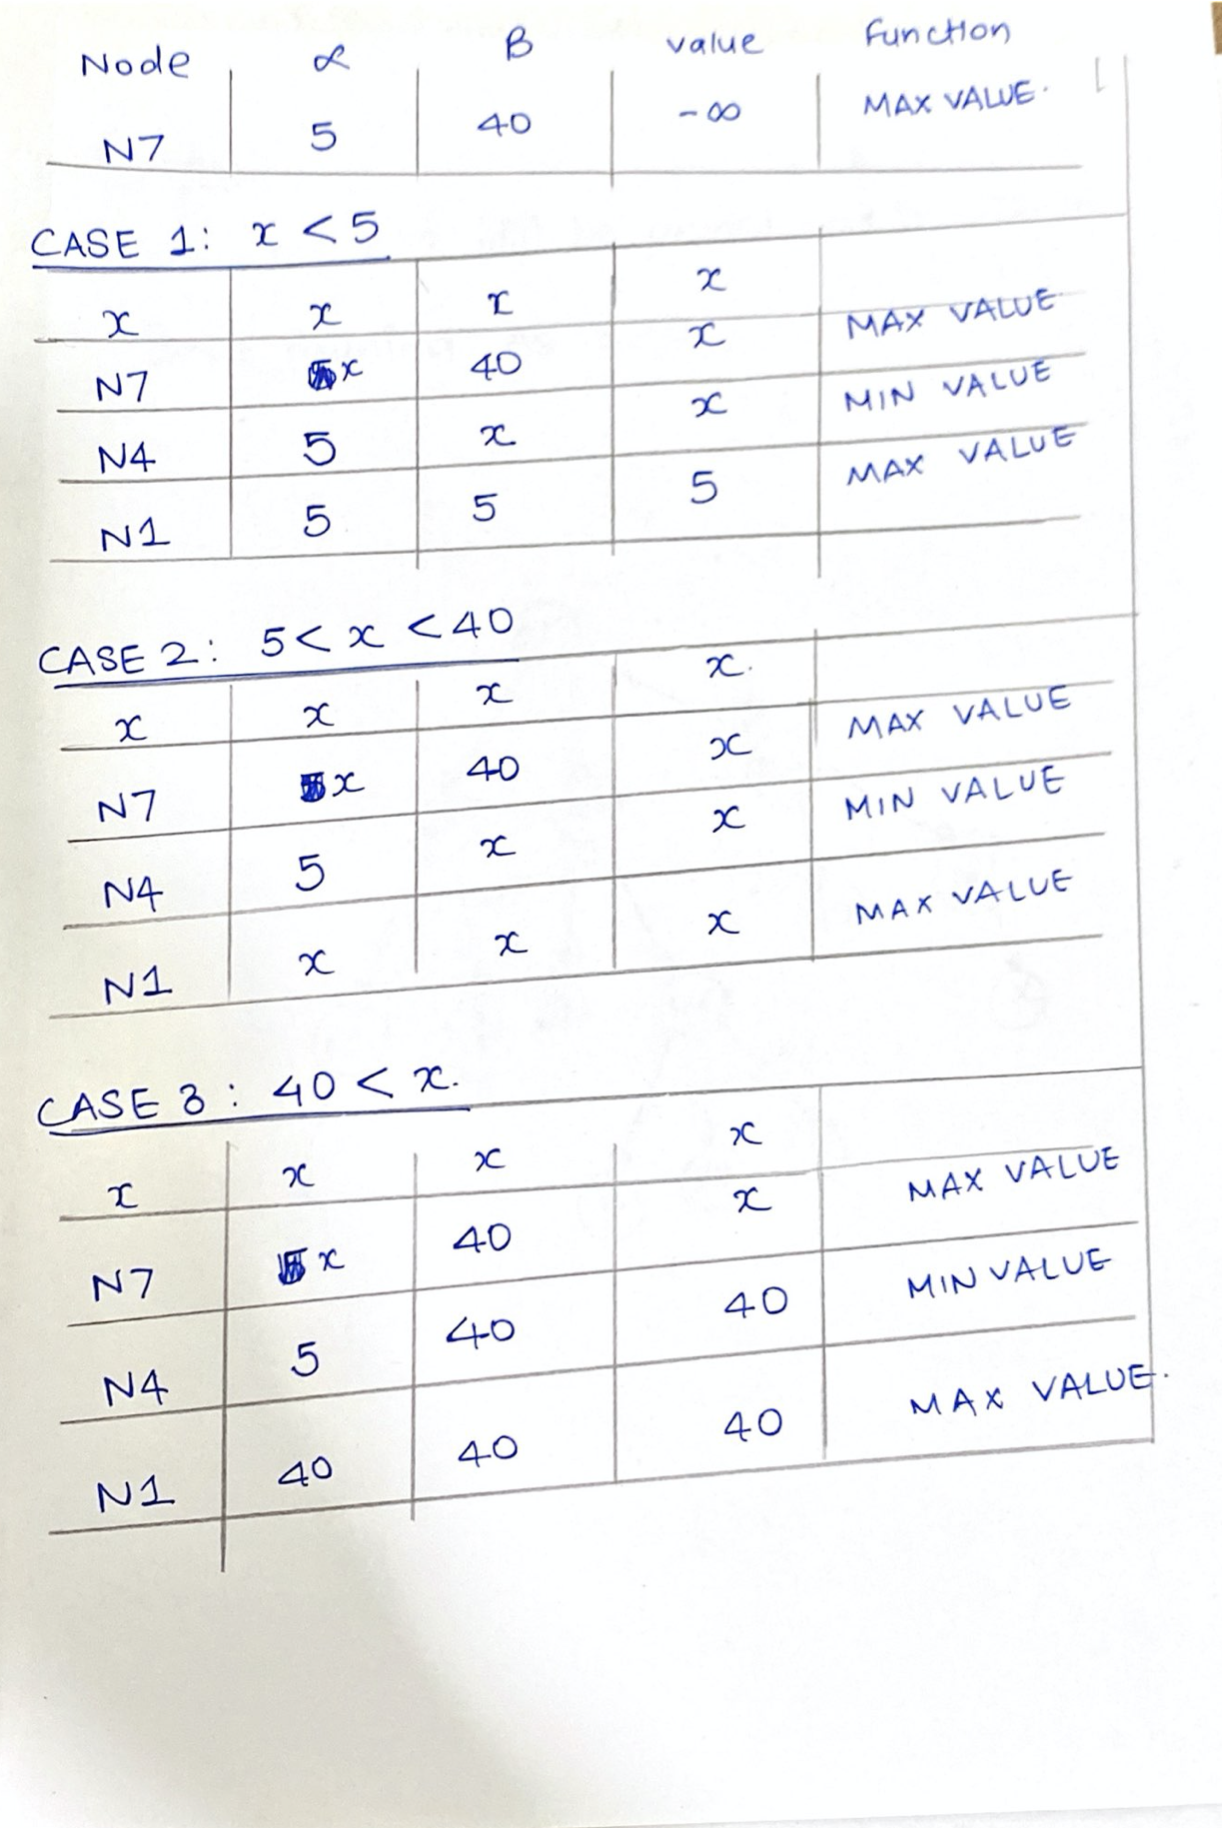 Node α β value Function
N7 5 40 -∞ MAX VALUE.
CASE 1: x < 5
x x x x
N7 x 40 x MAX VALUE
N4 5 x x MIN VALUE
N1 5 5 5 MAX VALUE
CASE 2: 5 < x < 40
x x x x.
N7 x 40 x MAX VALUE
N4 5 x x MIN VALUE
N1 x x x MAX VALUE
CASE 3: 40 < x.
x x x x
N7 x 40 x MAX VALUE
N4 5 40 40 MIN VALUE
N1 40 40 40 MAX VALUE.